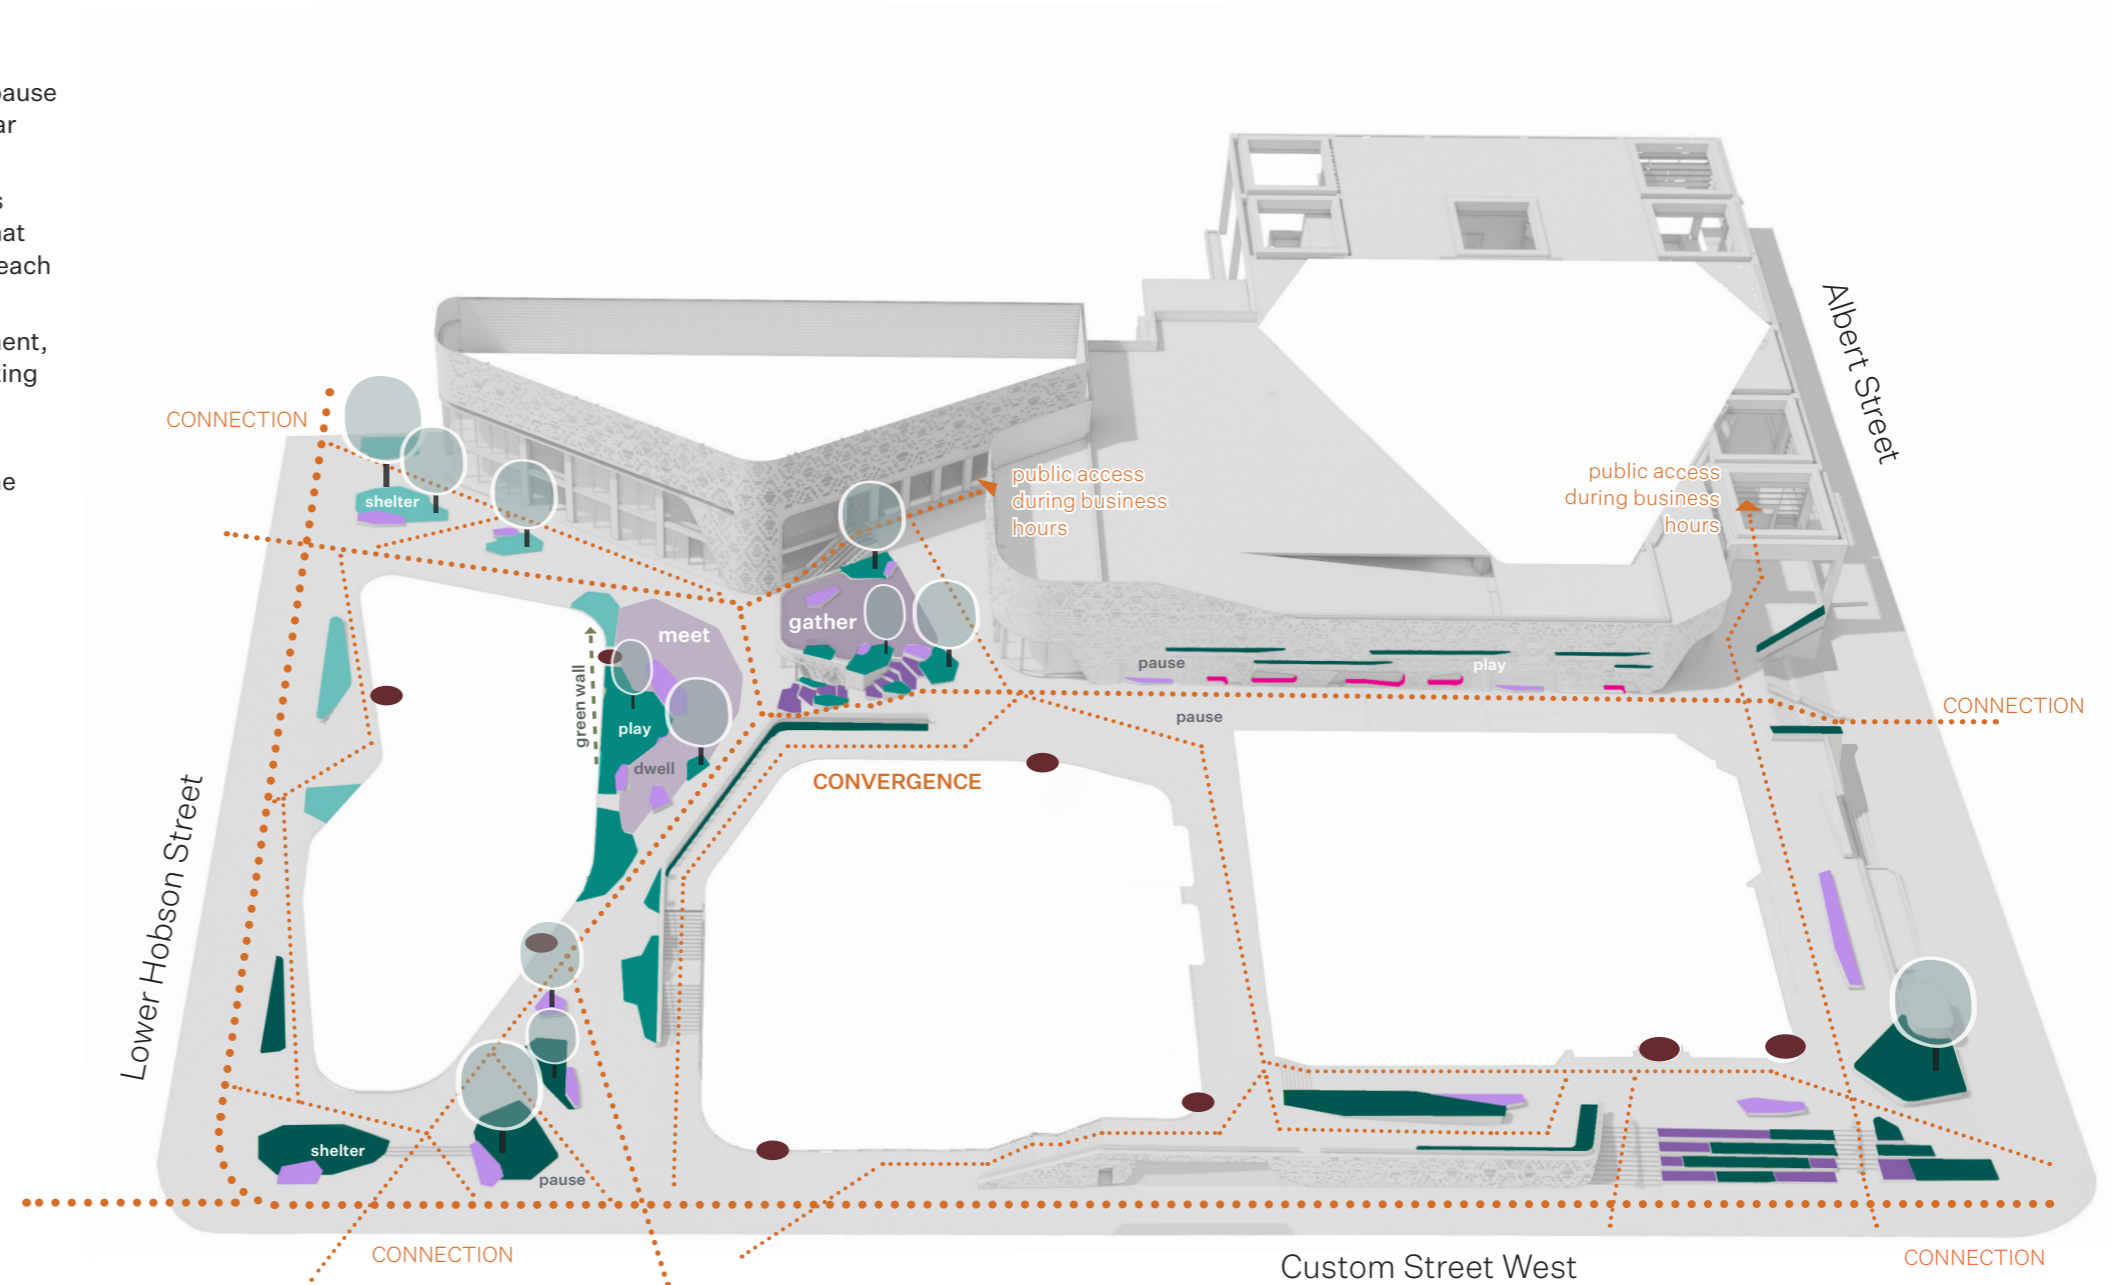 ause
ar
s
hat
each
ent,
ing
e
CONNECTION
shelter
public access
during business
hours
public access
during business
hours
Albert Street
meet
gather
green wall
play
dwell
pause
play
pause
CONNECTION
CONVERGENCE
Lower Hobson Street
shelter
pause
CONNECTION
Custom Street West
CONNECTION